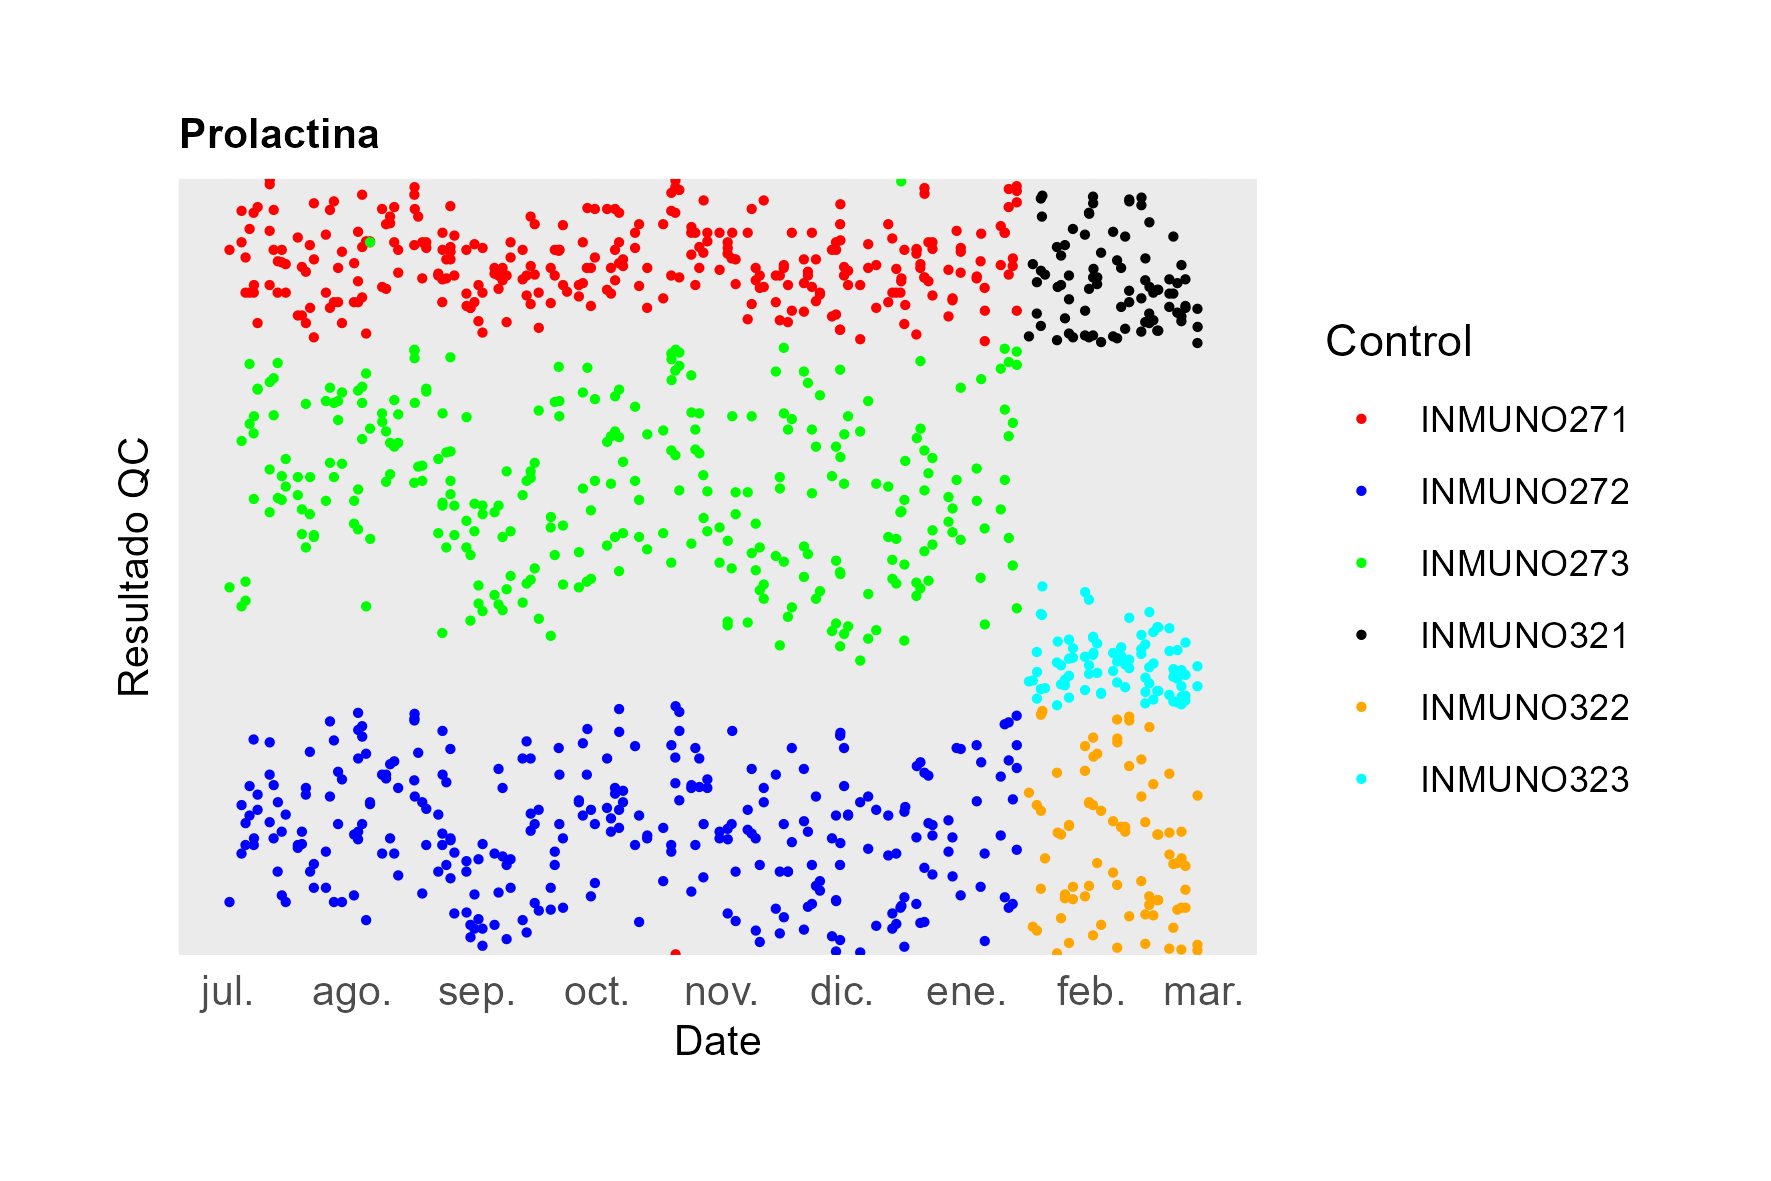 Prolactina
Resultado QC
jul. ago. sep. oct. nov. dic. ene. feb. mar.
Date
Control
INMUNO271
INMUNO272
INMUNO273
INMUNO321
INMUNO322
INMUNO323